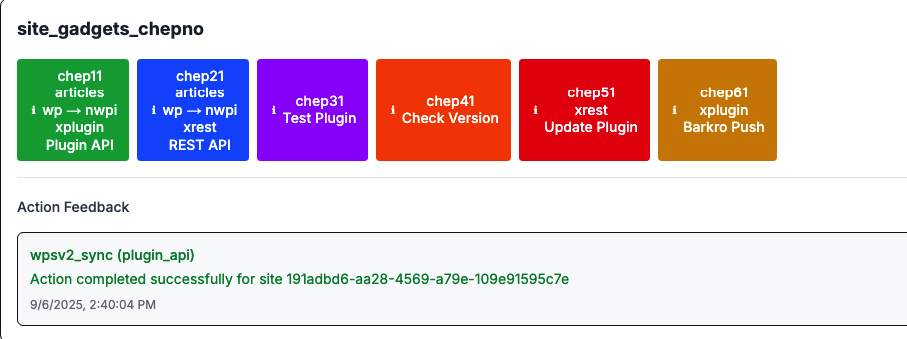 site_gadgets_chepno
chep11
articles
i wp → nwpi
xplugin
Plugin API
chep21
articles
i wp → nwpi
xrest
REST API
chep31
i Test Plugin
chep41
i Check Version
chep51
i xrest
Update Plugin
chep61
i xplugin
Barkro Push
Action Feedback
wpsv2_sync (plugin_api)
Action completed successfully for site 191adbd6-aa28-4569-a79e-109e91595c7e
9/6/2025, 2:40:04 PM